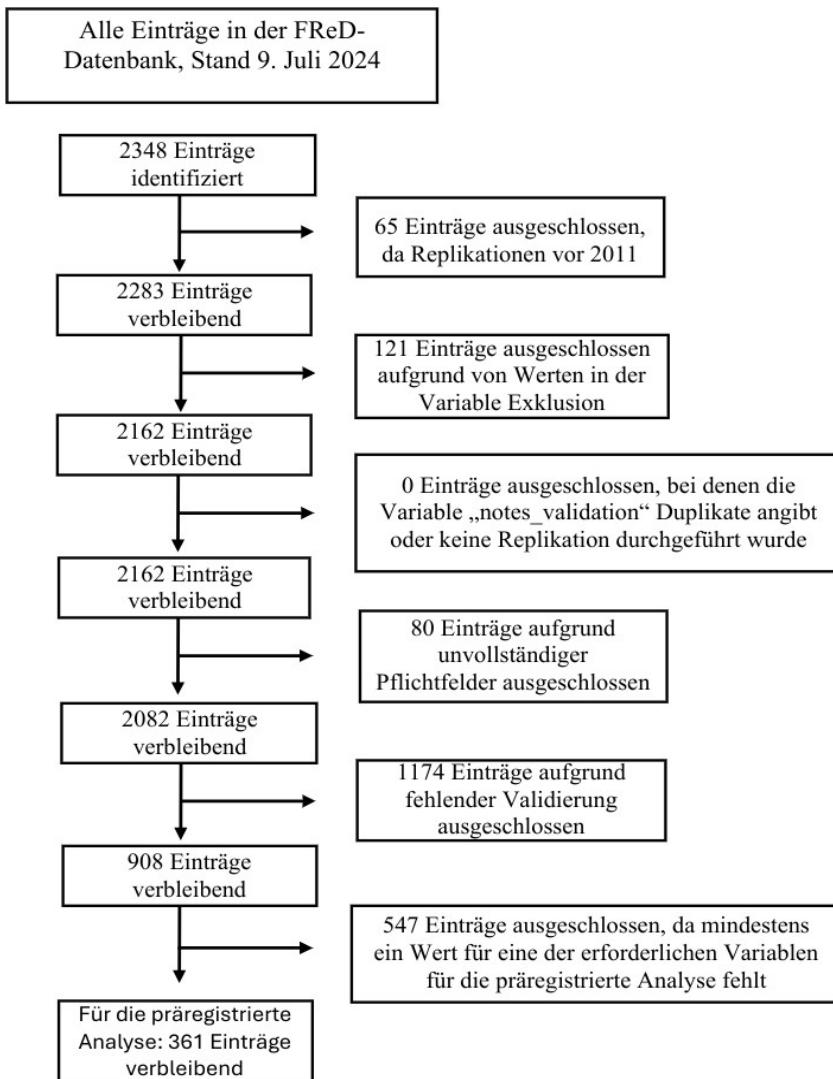 Alle Einträge in der FReD-
Datenbank, Stand 9. Juli 2024
2348 Einträge
identifiziert
65 Einträge ausgeschlossen,
da Replikationen vor 2011
2283 Einträge
verbleibend
121 Einträge ausgeschlossen
aufgrund von Werten in der
Variable Exklusion
2162 Einträge
verbleibend
0 Einträge ausgeschlossen, bei denen die
Variable „notes_validation“ Duplikate angibt
oder keine Replikation durchgeführt wurde
2162 Einträge
verbleibend
80 Einträge aufgrund
unvollständiger
Pflichtfelder ausgeschlossen
2082 Einträge
verbleibend
1174 Einträge aufgrund
fehlender Validierung
ausgeschlossen
908 Einträge
verbleibend
547 Einträge ausgeschlossen, da mindestens
ein Wert für eine der erforderlichen Variablen
für die präregistrierte Analyse fehlt
Für die präregistrierte
Analyse: 361 Einträge
verbleibend